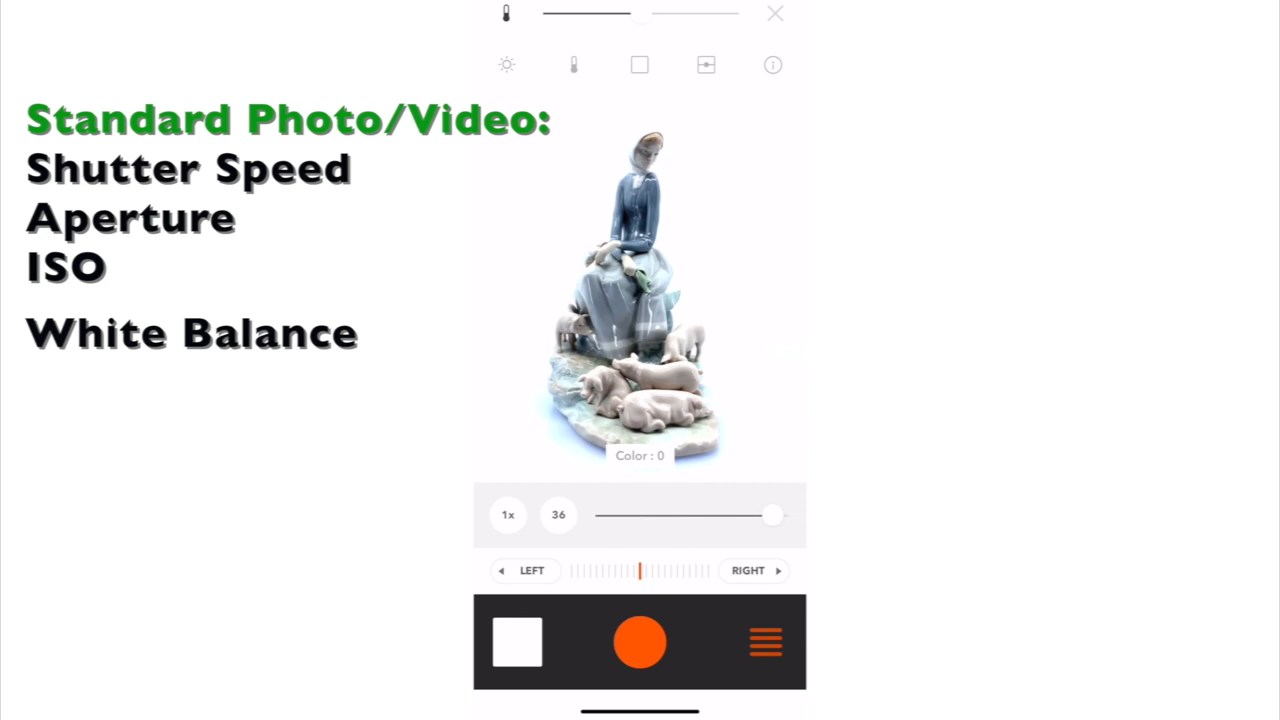 Standard Photo/Video:
Shutter Speed
Aperture
ISO
White Balance
Color : 0
1x
36
LEFT
RIGHT